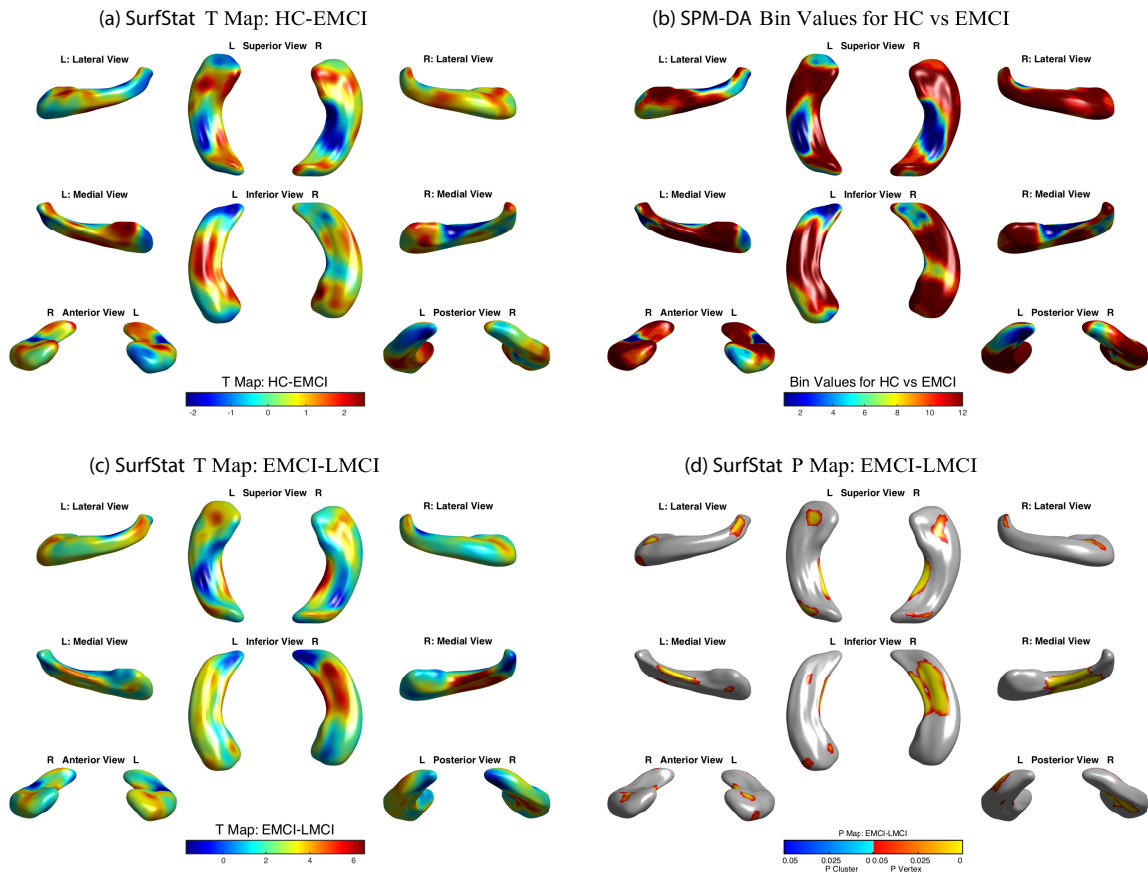 (a) SurfStat T Map: HC-EMCI
L Superior View R
L: Lateral View
R: Lateral View
L: Medial View
L Inferior View R
R: Medial View
R Anterior View L
L Posterior View R
T Map: HC-EMCI
-2 -1 0 1 2
(b) SPM-DA Bin Values for HC vs EMCI
L Superior View R
L: Lateral View
R: Lateral View
L: Medial View
L Inferior View R
R: Medial View
R Anterior View L
L Posterior View R
Bin Values for HC vs EMCI
2 4 6 8 10 12
(c) SurfStat T Map: EMCI-LMCI
L Superior View R
L: Lateral View
R: Lateral View
L: Medial View
L Inferior View R
R: Medial View
R Anterior View L
L Posterior View R
T Map: EMCI-LMCI
0 2 4 6
(d) SurfStat P Map: EMCI-LMCI
L Superior View R
L: Lateral View
R: Lateral View
L: Medial View
L Inferior View R
R: Medial View
R Anterior View L
L Posterior View R
P Map: EMCI-LMCI
0.05 0.025 0 0.05 0.025 0
P Cluster P Vertex